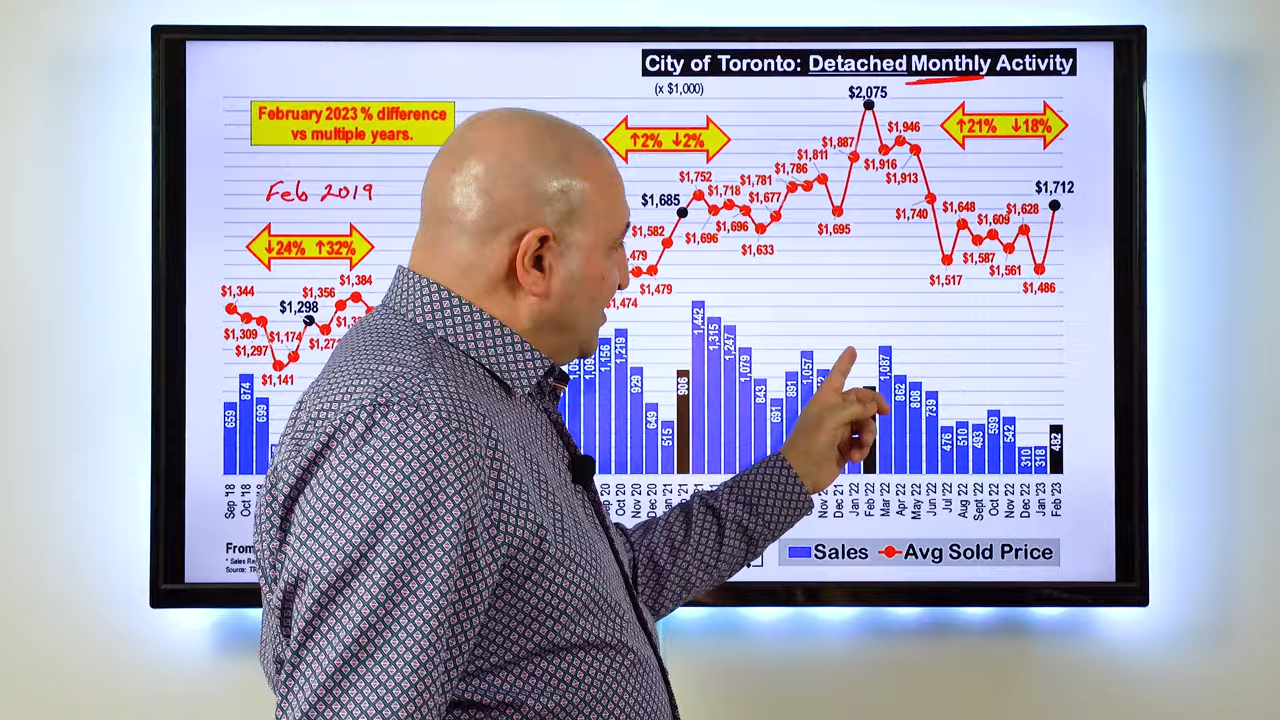 City of Toronto: Detached Monthly Activity
(x $1,000)
February 2023 % difference
vs multiple years.
Feb 2019
↓24% ↑32%
↑2% ↓2%
↑21% ↓18%
$1,344
$1,309
$1,297
$1,141
$1,174
$1,298
$1,356
$1,384
$1,474
$1,479
$1,582
$1,685
$1,752
$1,696
$1,718
$1,696
$1,633
$1,677
$1,781
$1,786
$1,811
$1,695
$1,887
$2,075
$1,916
$1,946
$1,913
$1,740
$1,517
$1,648
$1,587
$1,609
$1,561
$1,628
$1,486
$1,712
659
874
699
1,156
1,219
929
649
515
906
1,442
1,315
1,247
1,079
843
691
891
1,057
1,087
862
808
739
476
510
493
599
542
310
318
482
Sep '18
Oct '18
Oct '20
Nov '20
Dec '20
Jan '21
Dec '21
Jan '22
Feb '22
Mar '22
Apr '22
May '22
Jun '22
Jul '22
Aug '22
Sept '22
Oct '22
Nov '22
Dec '22
Jan '23
Feb '23
From
* Sales Re
Source: TR
Sales
Avg Sold Price